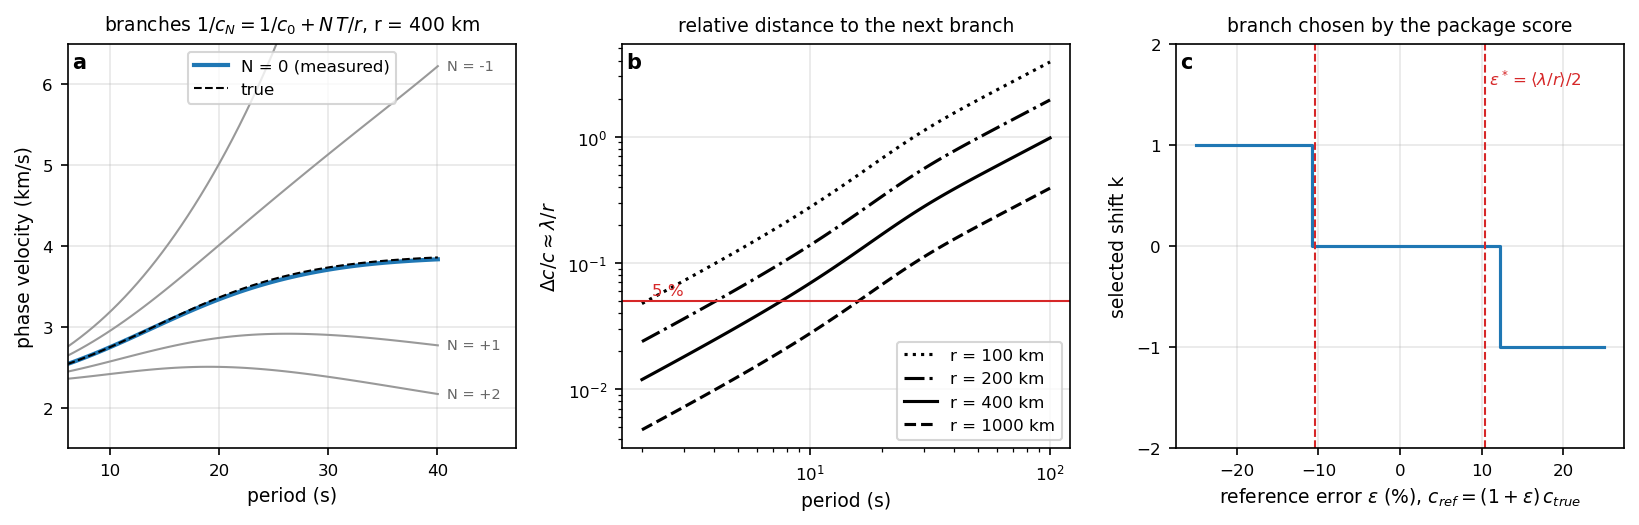 branches 1/c_N = 1/c_0 + N T/r, r = 400 km
a
N = 0 (measured)
true
N = -1
N = +1
N = +2
phase velocity (km/s)
6
5
4
3
2
10
20
30
40
period (s)
relative distance to the next branch
b
Δc/c ≈ λ/r
10^0
10^-1
10^-2
5 %
r = 100 km
r = 200 km
r = 400 km
r = 1000 km
10^1
10^2
period (s)
branch chosen by the package score
c
ε* = ⟨λ/r⟩/2
selected shift k
2
1
0
−1
−2
−20
−10
0
10
20
reference error ε (%), c_ref = (1 + ε) c_true